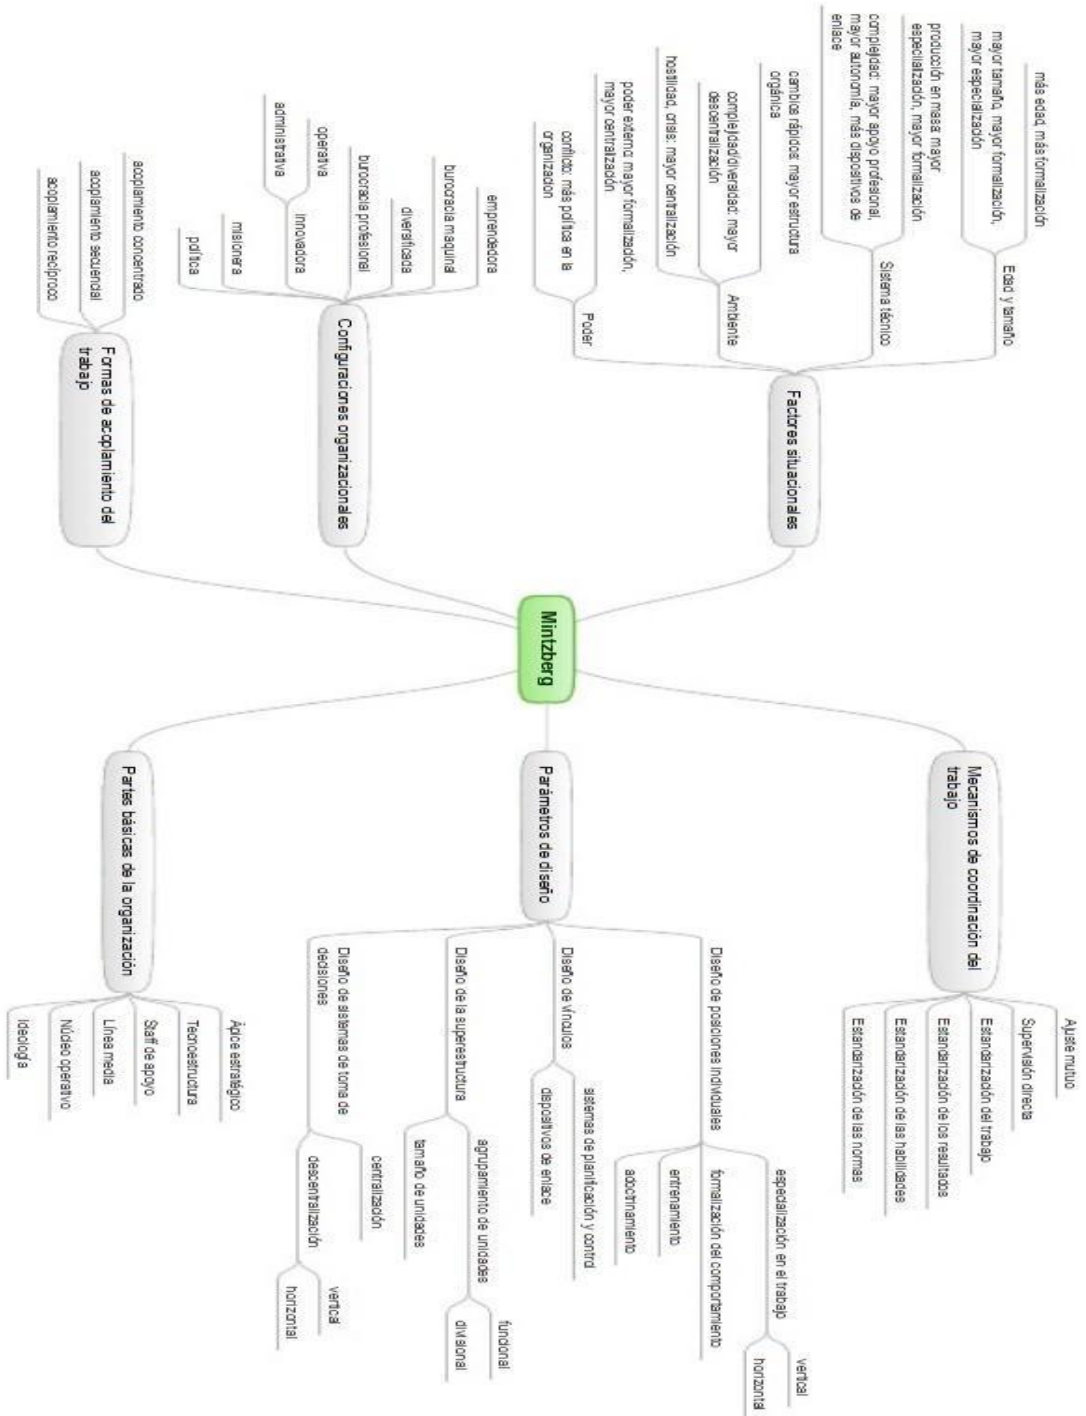 Mintzberg
Factores situacionales
Edad y tamaño
más edad, más formalización
mayor tamaño, mayor formalización,
mayor especialización
Sistema técnico
producción en masa: mayor
especialización, mayor formalización
complejidad: mayor apoyo profesional,
mayor autonomía, más dispositivos de
enlace
Ambiente
cambios rápidos: mayor estructura
orgánica
complejidad/diversidad: mayor
descentralización
hostilidad, crisis: mayor centralización
Poder
poder externo: mayor formalización,
mayor centralización
conflicto: más política en la
organizacion
Configuraciones organizacionales
emprendedora
burocracia maquinal
diversificada
burocracia profesional
innovadora
operativa
administrativa
misionera
política
Formas de acoplamiento del
trabajo
acoplamiento concentrado
acoplamiento secuencial
acoplamiento recíproco
Mecanismos de coordinación del
trabajo
Ajuste mutuo
Supervisión directa
Estandarización del trabajo
Estandarización de los resultados
Estandarización de las habilidades
Estandarización de las normas
Parámetros de diseño
Diseño de posiciones individuales
especialización en el trabajo
vertical
horizontal
formalización del comportamiento
entrenamiento
adoctrinamiento
Diseño de vínculos
sistemas de planificación y control
dispositivos de enlace
Diseño de la superestructura
agrupamiento de unidades
funcional
divisional
tamaño de unidades
Diseño de sistemas de toma de
decisiones
centralización
descentralización
vertical
horizontal
Partes básicas de la organización
Ápice estratégico
Tecnoestructura
Staff de apoyo
Línea media
Núcleo operativo
Ideología